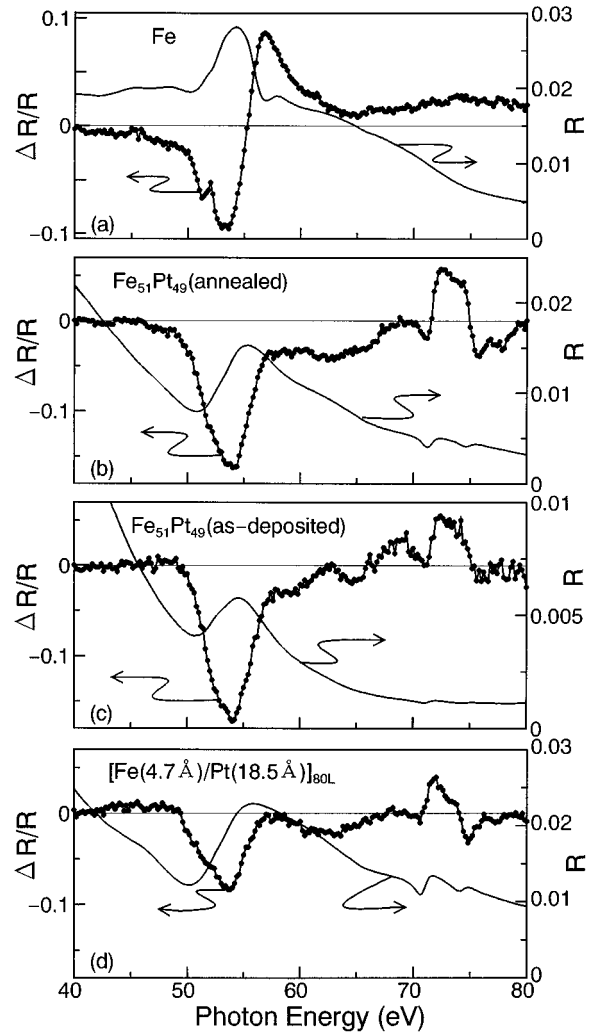 0.1
0
−0.1
ΔR/R
Fe
(a)
0.03
0.02
0.01
0
R
0
−0.1
ΔR/R
Fe51Pt49(annealed)
(b)
0.02
0.01
0
R
0
−0.1
ΔR/R
Fe51Pt49(as−deposited)
(c)
0.01
0.005
0
R
0
−0.1
ΔR/R
[Fe(4.7Å)/Pt(18.5Å)]80L
(d)
0.03
0.02
0.01
0
R
40 50 60 70 80
Photon Energy (eV)